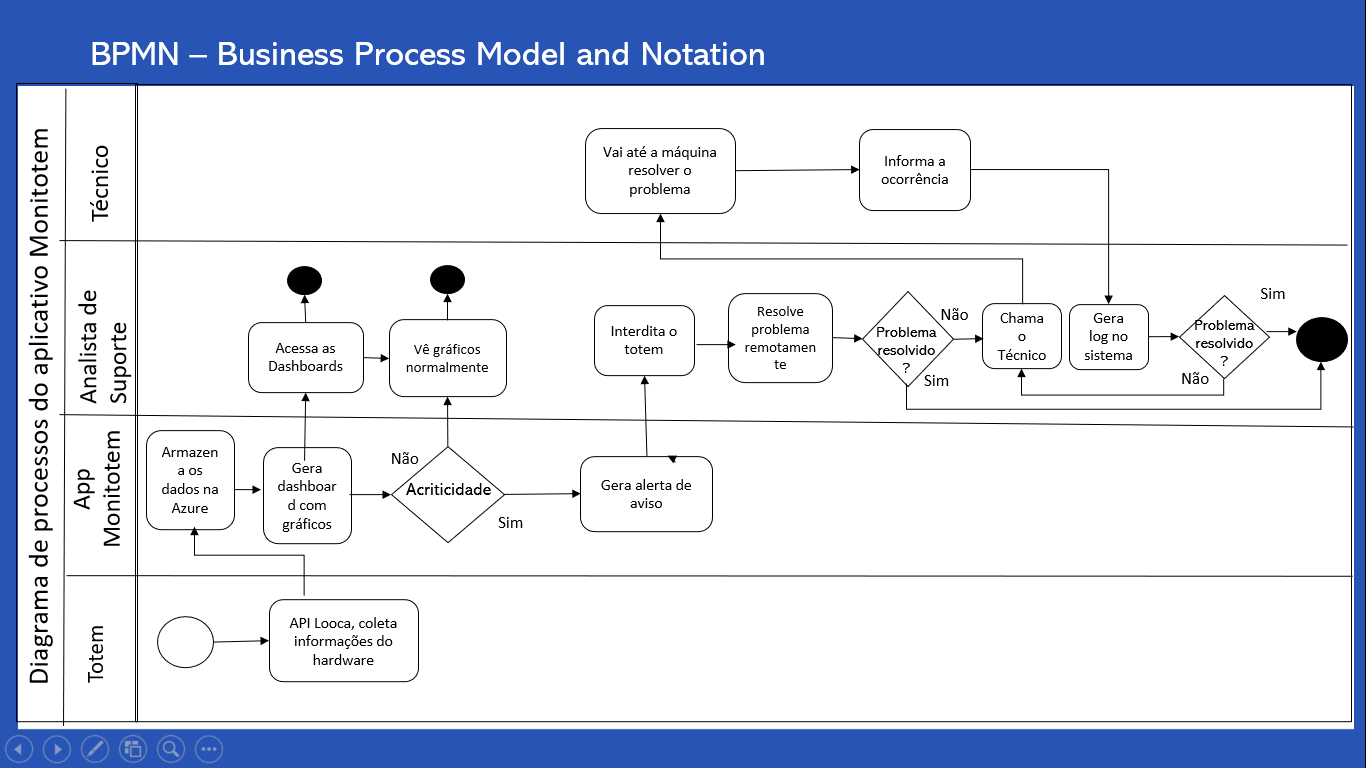 BPMN – Business Process Model and Notation
Diagrama de processos do aplicativo Monitotem
Técnico
Vai até a máquina
resolver o
problema
Informa a
ocorrência
Analista de
Suporte
Acessa as
Dashboards
Vê gráficos
normalmente
Interdita o
totem
Resolve
problema
remotamen
te
Problema
resolvido
?
Não
Sim
Chama
o
Técnico
Gera
log no
sistema
Problema
resolvido
?
Sim
Não
App
Monitotem
Armazen
a os
dados na
Azure
Gera
dashboar
d com
gráficos
Não
Acriticidade
Sim
Gera alerta de
aviso
Totem
API Looca, coleta
informações do
hardware